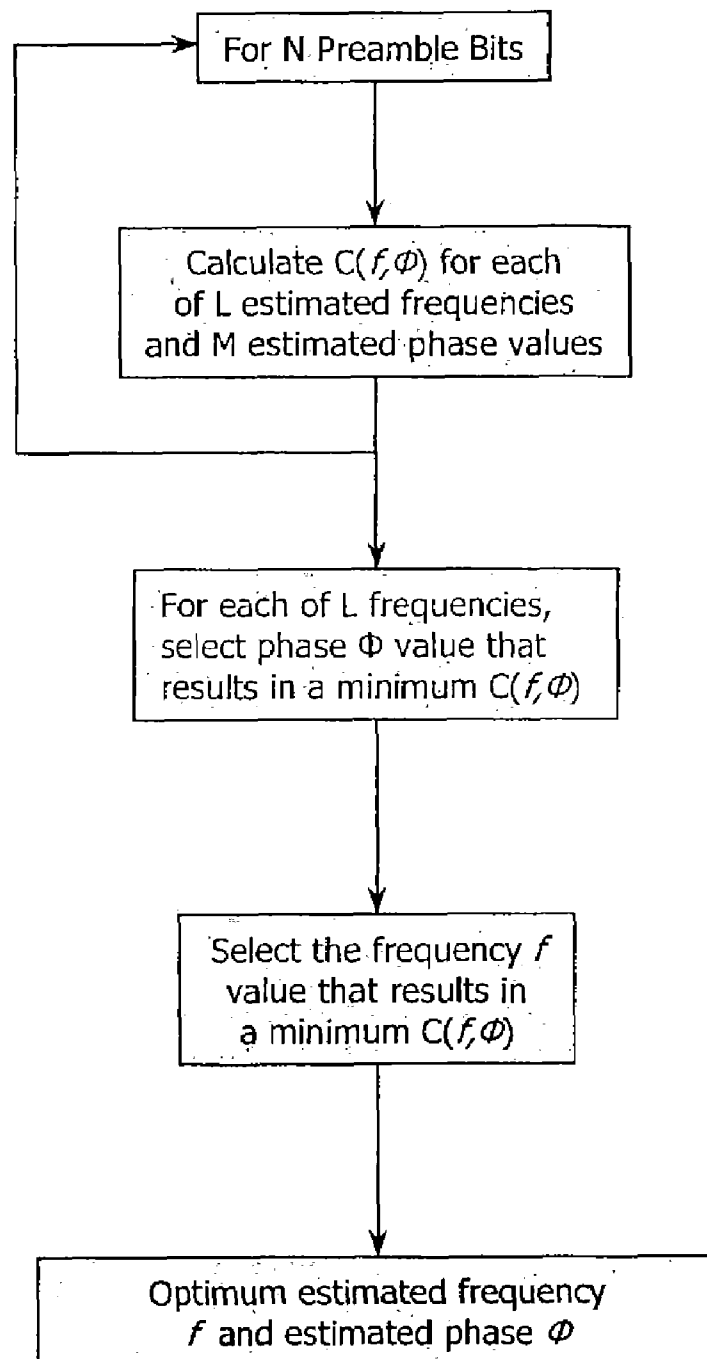 For N Preamble Bits
Calculate C(f,Φ) for each
of L estimated frequencies
and M estimated phase values
For each of L frequencies,
select phase Φ value that
results in a minimum C(f,Φ)
Select the frequency f
value that results in
a minimum C(f,Φ)
Optimum estimated frequency
f and estimated phase Φ